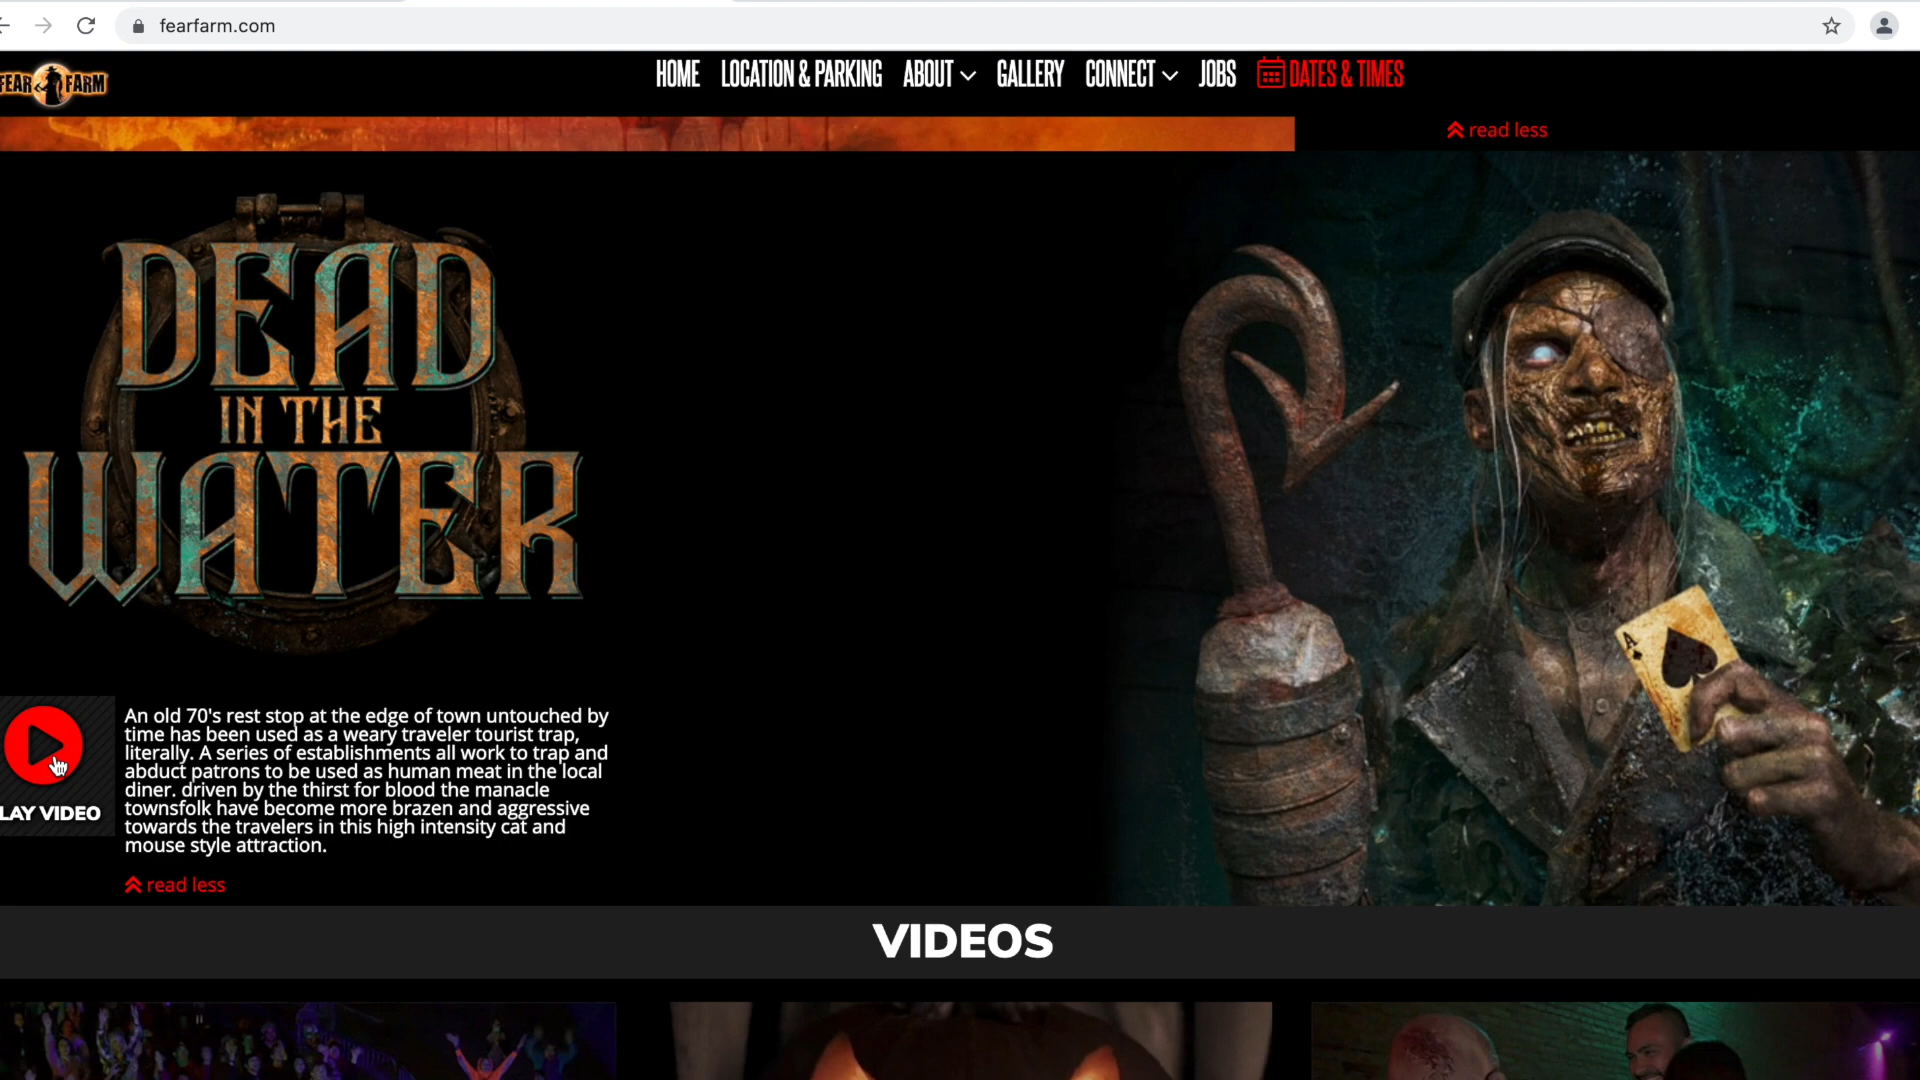 fearfarm.com
FEAR FARM
HOME LOCATION & PARKING ABOUT GALLERY CONNECT JOBS DATES & TIMES
read less
DEAD
IN THE
WATER
A
An old 70's rest stop at the edge of town untouched by
time has been used as a weary traveler tourist trap,
literally. A series of establishments all work to trap and
abduct patrons to be used as human meat in the local
diner. driven by the thirst for blood the manacle
townsfolk have become more brazen and aggressive
towards the travelers in this high intensity cat and
mouse style attraction.
LAY VIDEO
read less
VIDEOS